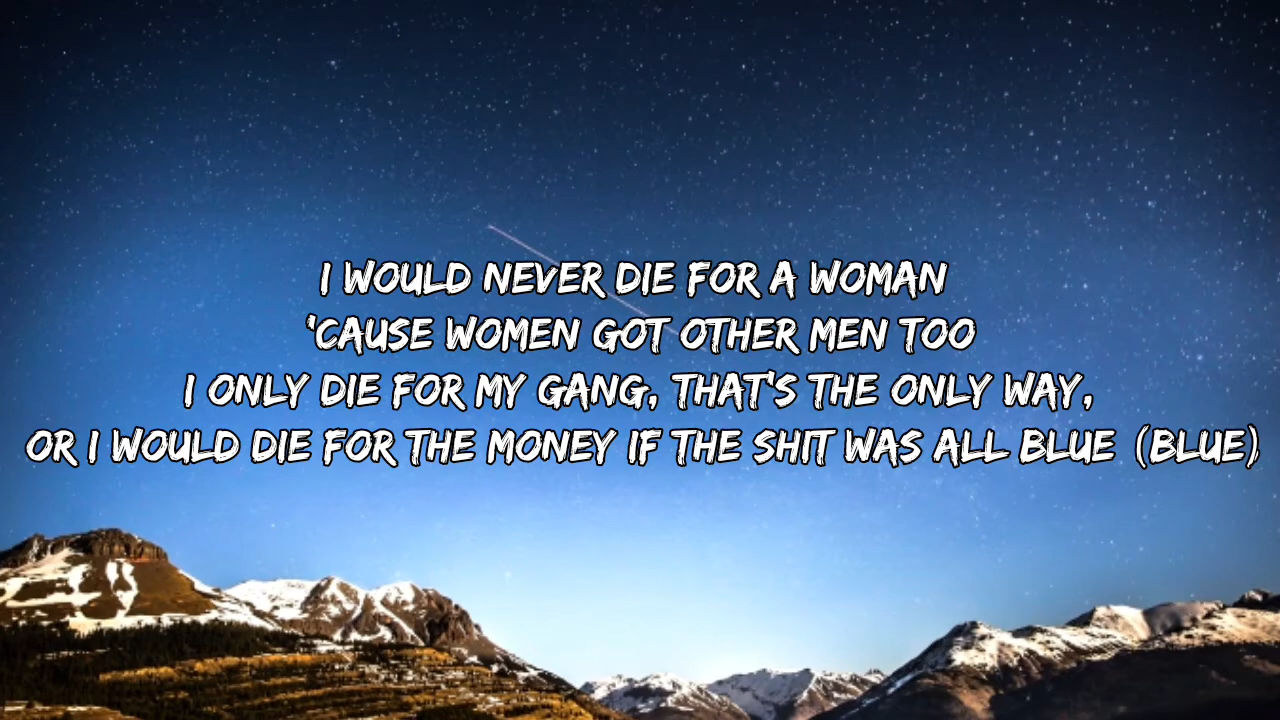 I WOULD NEVER DIE FOR A WOMAN
'CAUSE WOMEN GOT OTHER MEN TOO
I ONLY DIE FOR MY GANG, THAT'S THE ONLY WAY,
OR I WOULD DIE FOR THE MONEY IF THE SHIT WAS ALL BLUE (BLUE)